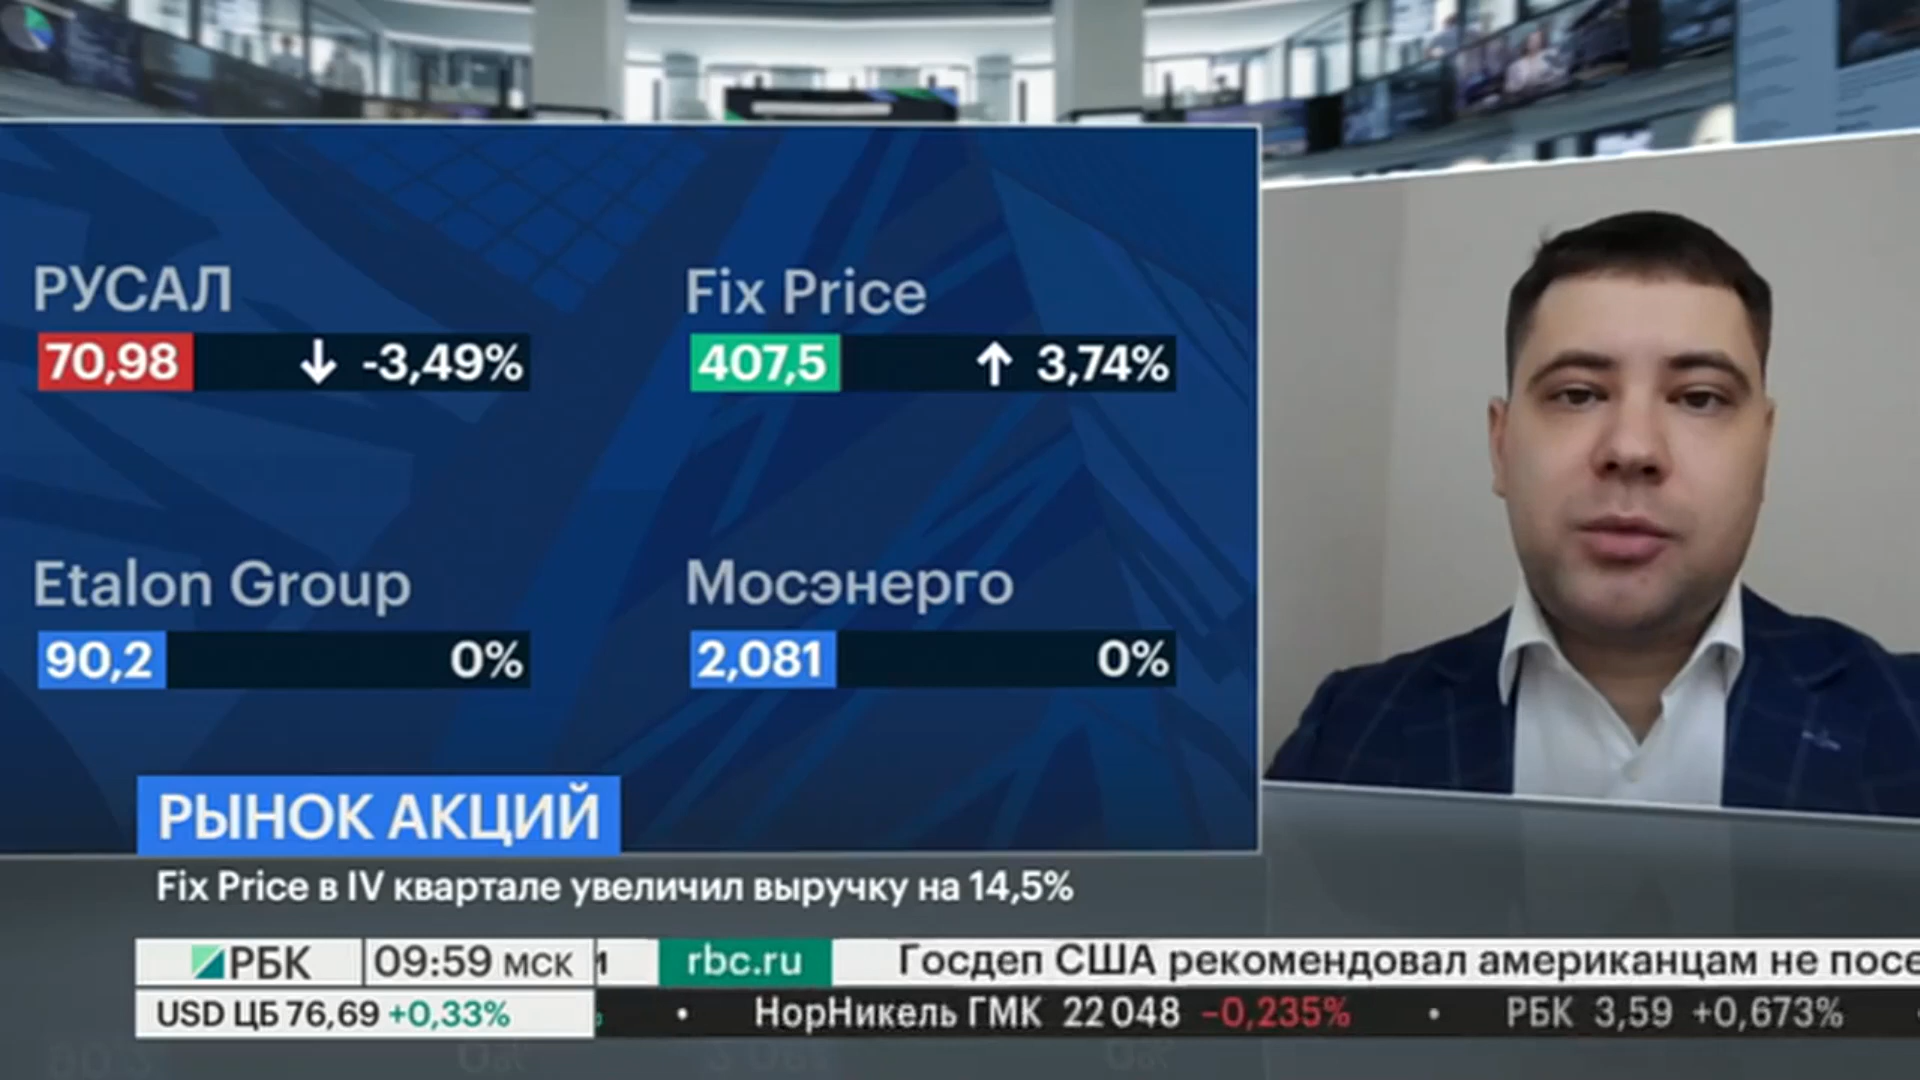 РУСАЛ
70,98 ↓ -3,49%
Fix Price
407,5 ↑ 3,74%
Etalon Group
90,2 0%
Мосэнерго
2,081 0%
РЫНОК АКЦИЙ
Fix Price в IV квартале увеличил выручку на 14,5%
РБК 09:59 МСК rbc.ru Госдеп США рекомендовал американцам не посе
USD ЦБ 76,69 +0,33% • НорНикель ГМК 22 048 -0,235% • РБК 3,59 +0,673%